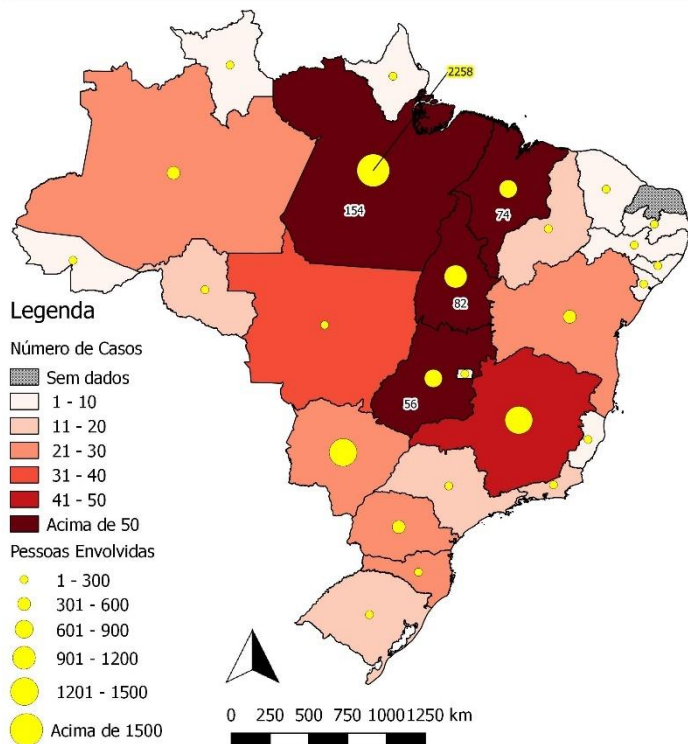 2258
154
74
82
56
Legenda
Número de Casos
Sem dados
1 - 10
11 - 20
21 - 30
31 - 40
41 - 50
Acima de 50
Pessoas Envolvidas
1 - 300
301 - 600
601 - 900
901 - 1200
1201 - 1500
Acima de 1500
0 250 500 750 1000 1250 km